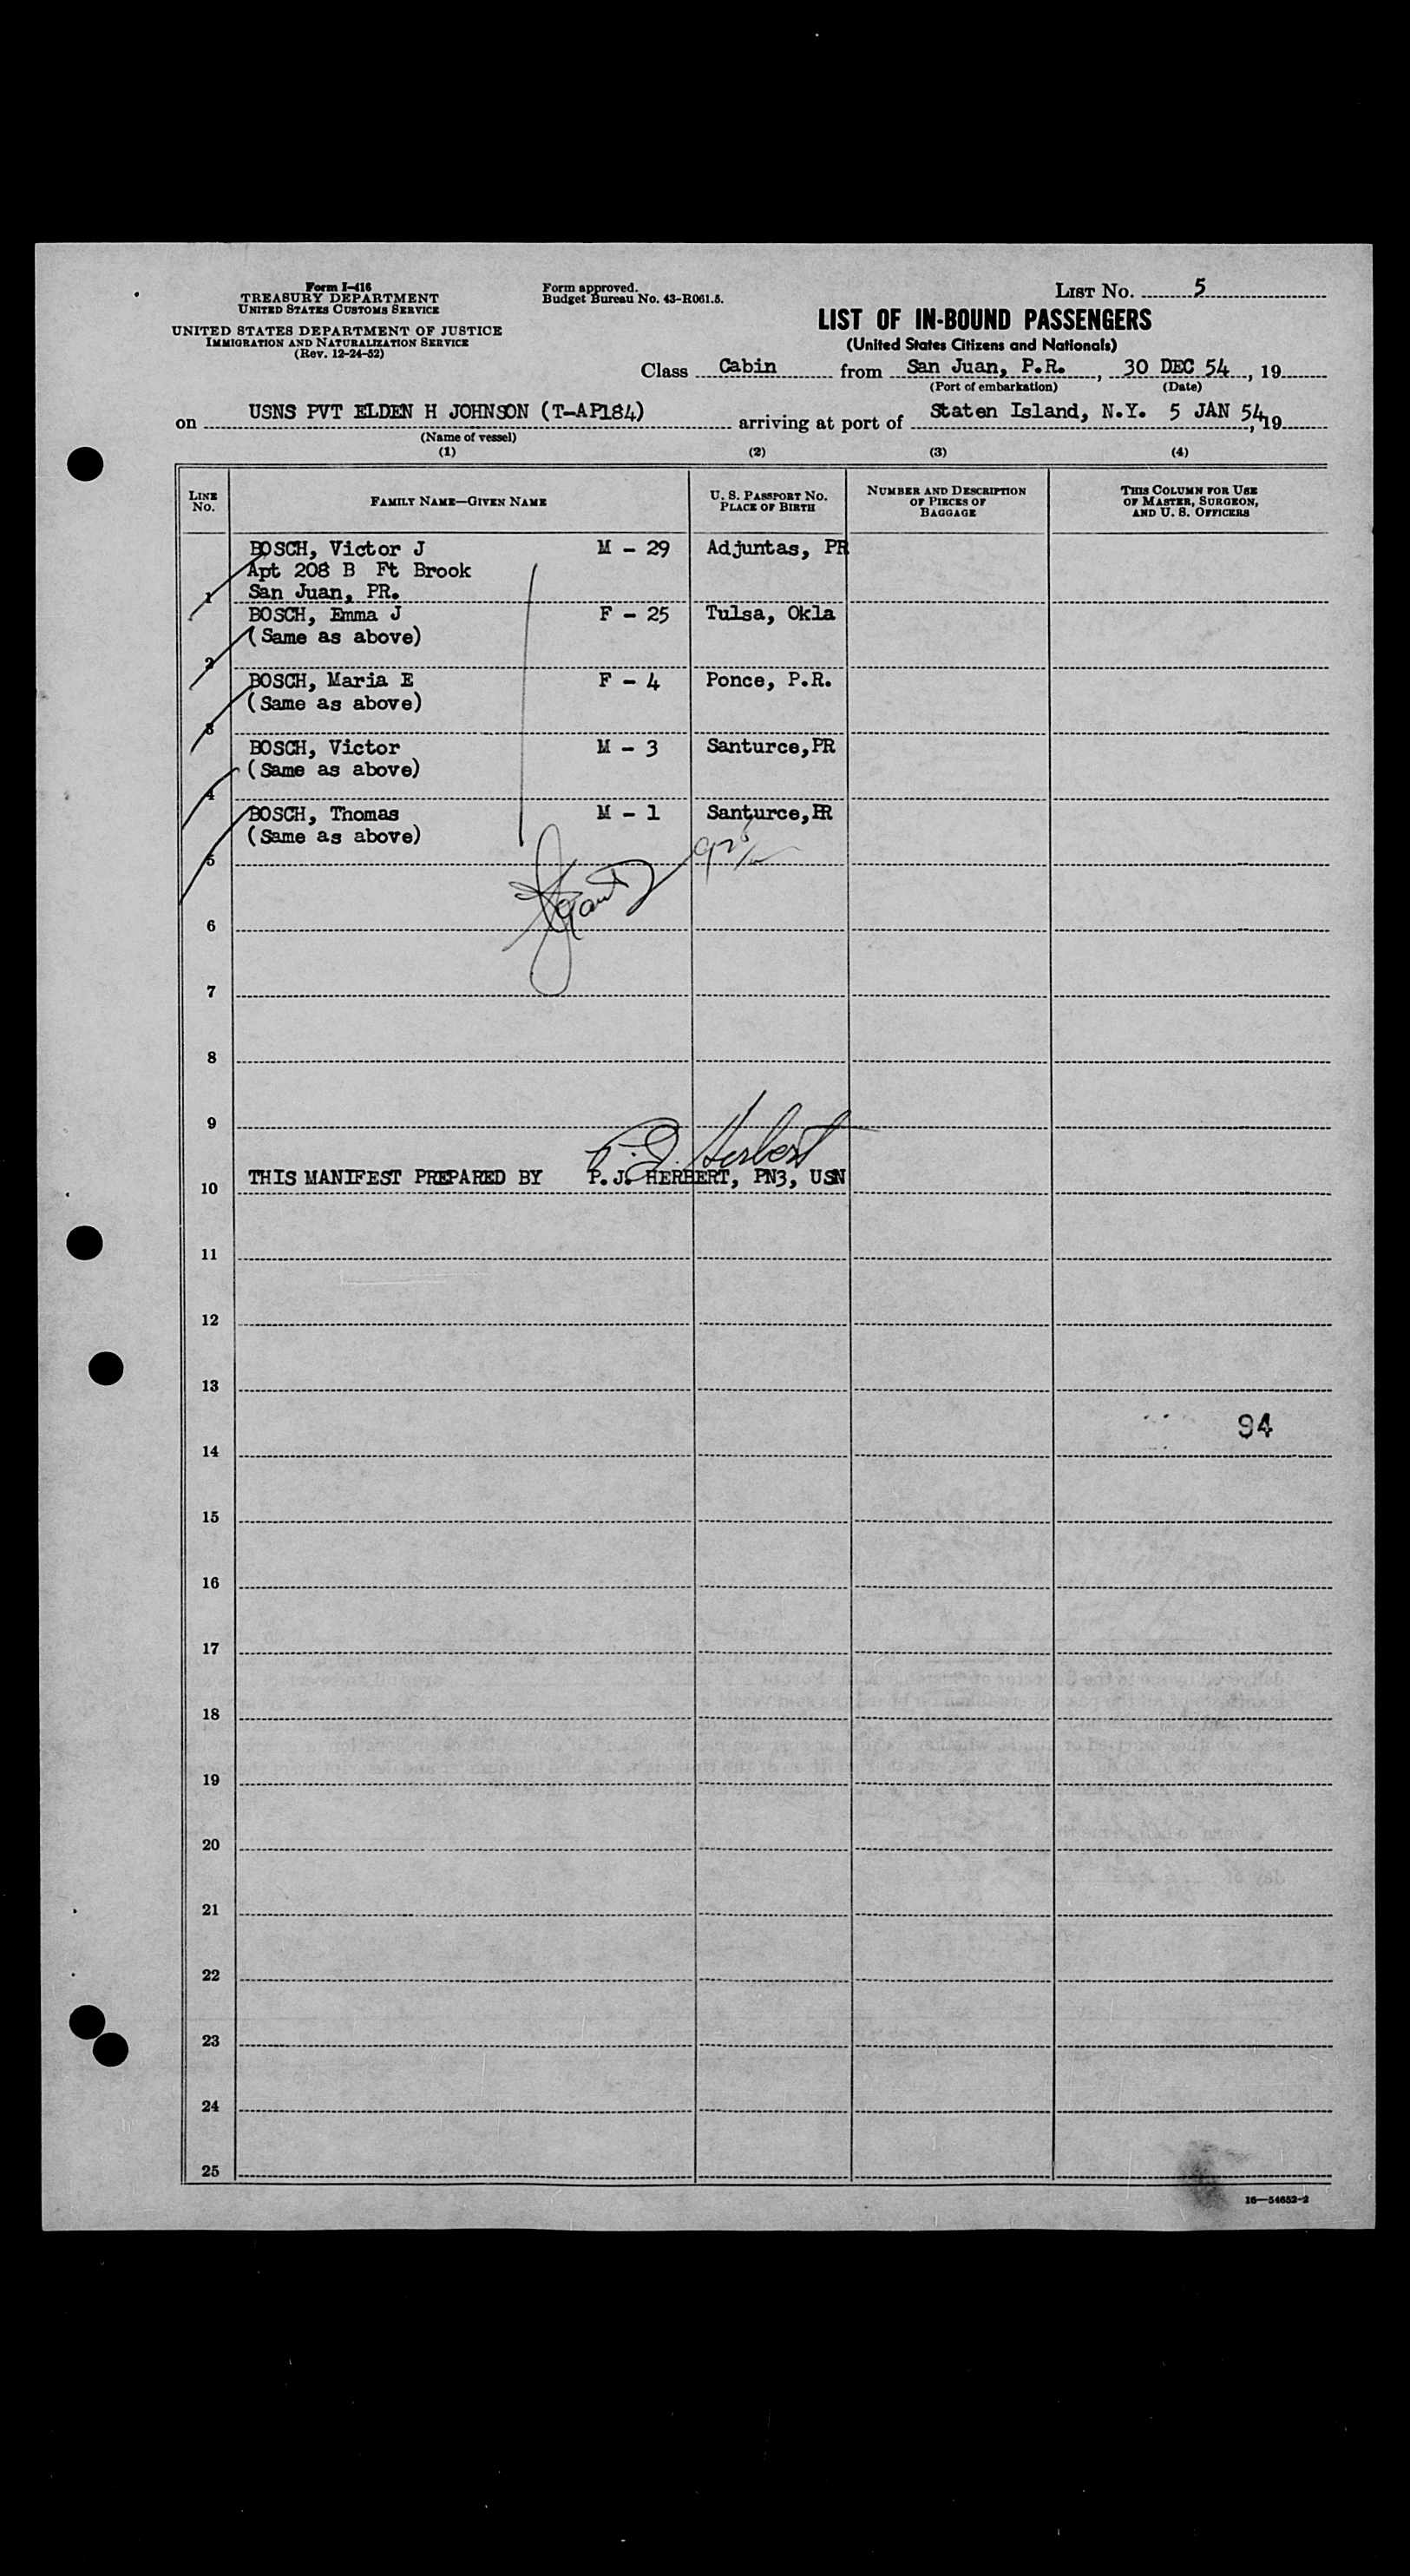 Form I-416
TREASURY DEPARTMENT
UNITED STATES CUSTOMS SERVICE
UNITED STATES DEPARTMENT OF JUSTICE
IMMIGRATION AND NATURALIZATION SERVICE
(Rev. 12-24-52)
Form approved.
Budget Bureau No. 43-R061.5.
LIST No. 5
LIST OF IN-BOUND PASSENGERS
(United States Citizens and Nationals)
Class Cabin from San Juan, P.R. , 30 DEC 54 , 19
(Port of embarkation) (Date)
on USNS PVT ELDEN H JOHNSON (T-AP184) arriving at port of Staten Island, N.Y. 5 JAN 54, 19
(Name of vessel)
(1) (2) (3) (4)
LINE No. FAMILY NAME—GIVEN NAME U. S. PASSPORT No. PLACE OF BIRTH NUMBER AND DESCRIPTION OF PIECES OF BAGGAGE THIS COLUMN FOR USE OF MASTER, SURGEON, AND U. S. OFFICERS
BOSCH, Victor J M - 29 Adjuntas, PR
Apt 208 B Ft Brook
1 San Juan, PR.
BOSCH, Emma J F - 25 Tulsa, Okla
(Same as above)
2
BOSCH, Maria E F - 4 Ponce, P.R.
(Same as above)
3
BOSCH, Victor M - 3 Santurce,PR
(Same as above)
4
BOSCH, Thomas M - 1 Santurce,PR
(Same as above)
5
6
7
8
9
P. J. Herbert
10 THIS MANIFEST PREPARED BY P.J. HERBERT, PN3, USN
11
12
13
94
14
15
16
17
18
19
20
21
22
23
24
25
16—54652-2